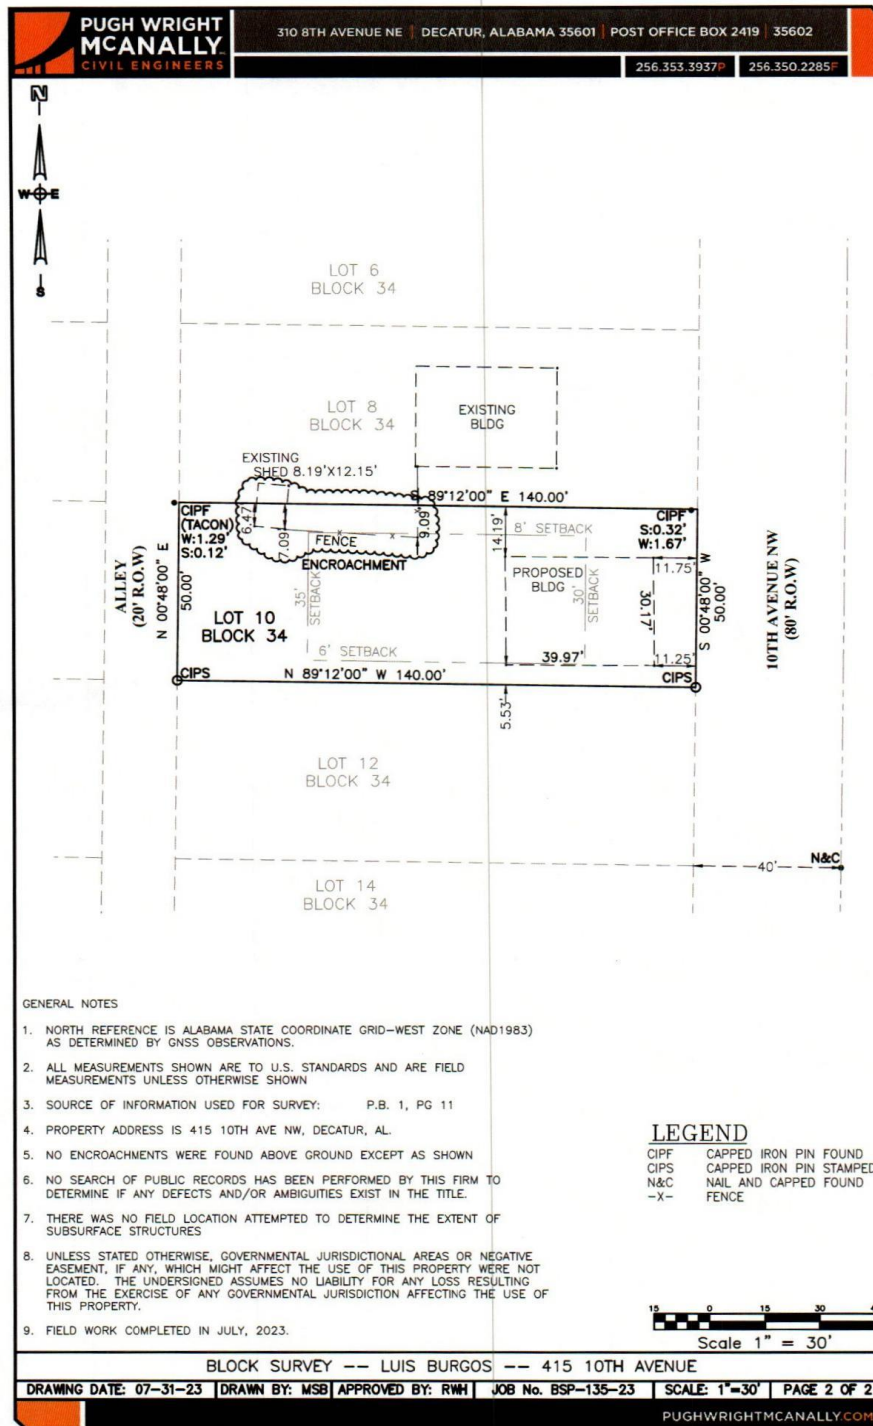 PUGH WRIGHT
MCANALLY
CIVIL ENGINEERS
310 8TH AVENUE NE | DECATUR, ALABAMA 35601 | POST OFFICE BOX 2419 | 35602
256.353.3937P 256.350.2285F
N
W E
S
LOT 6
BLOCK 34
LOT 8
BLOCK 34
EXISTING
BLDG
EXISTING
SHED 8.19'X12.15'
89°12'00" E 140.00'
CIPF
(TACON)
W:1.29'
S:0.12'
6.47'
7.09'
FENCE
ENCROACHMENT
9.09'
14.19'
8' SETBACK
CIPF
S:0.32'
W:1.67'
11.75'
PROPOSED
BLDG
30'
SETBACK
30.17'
35'
SETBACK
ALLEY
(20' R.O.W)
N 00°48'00" E
50.00'
LOT 10
BLOCK 34
6' SETBACK
39.97'
11.25'
S 00°48'00" W
50.00'
10TH AVENUE NW
(80' R.O.W)
CIPS
N 89°12'00" W 140.00'
CIPS
5.53'
LOT 12
BLOCK 34
40'
N&C
LOT 14
BLOCK 34
GENERAL NOTES
1. NORTH REFERENCE IS ALABAMA STATE COORDINATE GRID-WEST ZONE (NAD1983)
AS DETERMINED BY GNSS OBSERVATIONS.
2. ALL MEASUREMENTS SHOWN ARE TO U.S. STANDARDS AND ARE FIELD
MEASUREMENTS UNLESS OTHERWISE SHOWN
3. SOURCE OF INFORMATION USED FOR SURVEY: P.B. 1, PG 11
4. PROPERTY ADDRESS IS 415 10TH AVE NW, DECATUR, AL.
5. NO ENCROACHMENTS WERE FOUND ABOVE GROUND EXCEPT AS SHOWN
6. NO SEARCH OF PUBLIC RECORDS HAS BEEN PERFORMED BY THIS FIRM TO
DETERMINE IF ANY DEFECTS AND/OR AMBIGUITIES EXIST IN THE TITLE.
7. THERE WAS NO FIELD LOCATION ATTEMPTED TO DETERMINE THE EXTENT OF
SUBSURFACE STRUCTURES
8. UNLESS STATED OTHERWISE, GOVERNMENTAL JURISDICTIONAL AREAS OR NEGATIVE
EASEMENT, IF ANY, WHICH MIGHT AFFECT THE USE OF THIS PROPERTY WERE NOT
LOCATED. THE UNDERSIGNED ASSUMES NO LIABILITY FOR ANY LOSS RESULTING
FROM THE EXERCISE OF ANY GOVERNMENTAL JURISDICTION AFFECTING THE USE OF
THIS PROPERTY.
9. FIELD WORK COMPLETED IN JULY, 2023.
LEGEND
CIPF CAPPED IRON PIN FOUND
CIPS CAPPED IRON PIN STAMPED
N&C NAIL AND CAPPED FOUND
-X- FENCE
15 0 15 30
Scale 1" = 30'
BLOCK SURVEY -- LUIS BURGOS -- 415 10TH AVENUE
DRAWING DATE: 07-31-23 DRAWN BY: MSB APPROVED BY: RWH JOB No. BSP-135-23 SCALE: 1"=30' PAGE 2 OF 2
PUGHWRIGHTMCANALLY.COM